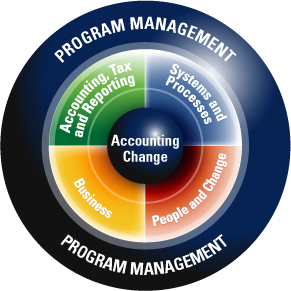 PROGRAM MANAGEMENT
Accounting, Tax
and Reporting
Systems and
Processes
Accounting
Change
Business
People and Change
PROGRAM MANAGEMENT